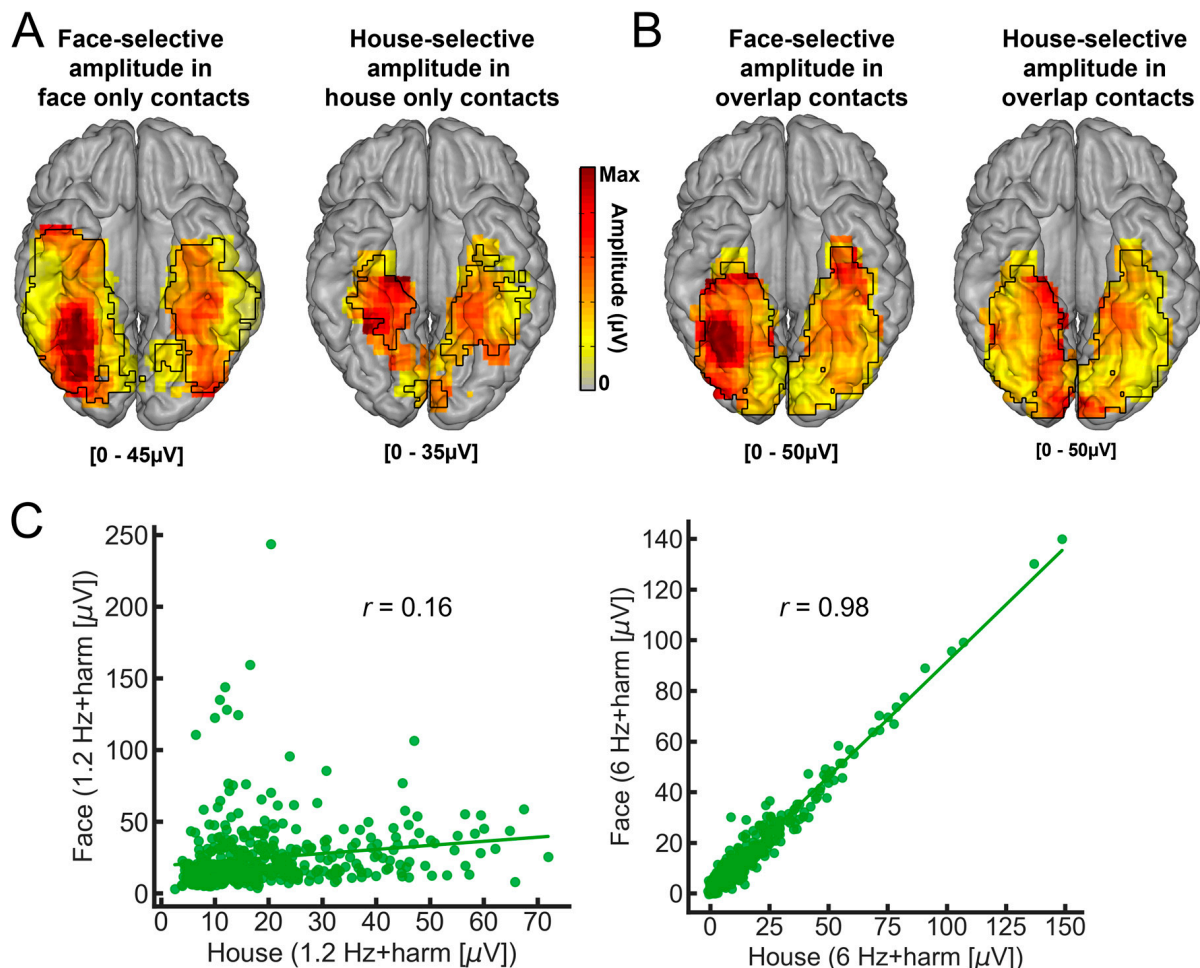 A
Face-selective
amplitude in
face only contacts
House-selective
amplitude in
house only contacts
B
Face-selective
amplitude in
overlap contacts
House-selective
amplitude in
overlap contacts
Max
Amplitude (µV)
0
[0 - 45µV]
[0 - 35µV]
[0 - 50µV]
[0 - 50µV]
C
Face (1.2 Hz+harm [µV])
250
200
150
100
50
0
r = 0.16
0 10 20 30 40 50 60 70
House (1.2 Hz+harm [µV])
Face (6 Hz+harm [µV])
140
120
100
80
60
40
20
0
r = 0.98
0 25 50 75 100 125 150
House (6 Hz+harm [µV])